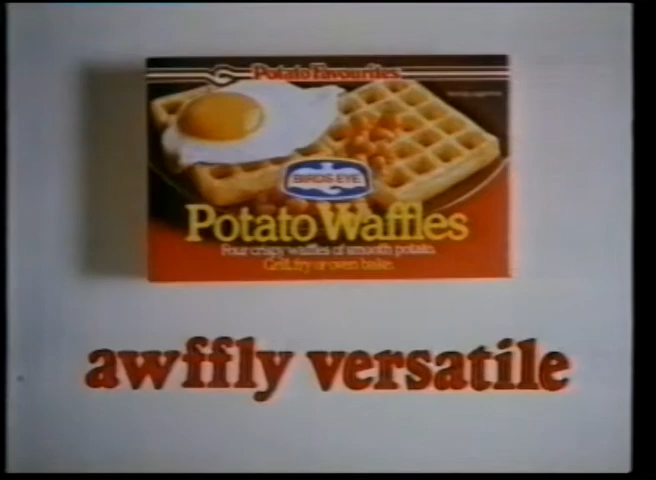 Potato Favourites
BIRDS EYE
Potato Waffles
Four crispy waffles of smooth potato.
Grill, fry or oven bake.
awffly versatile